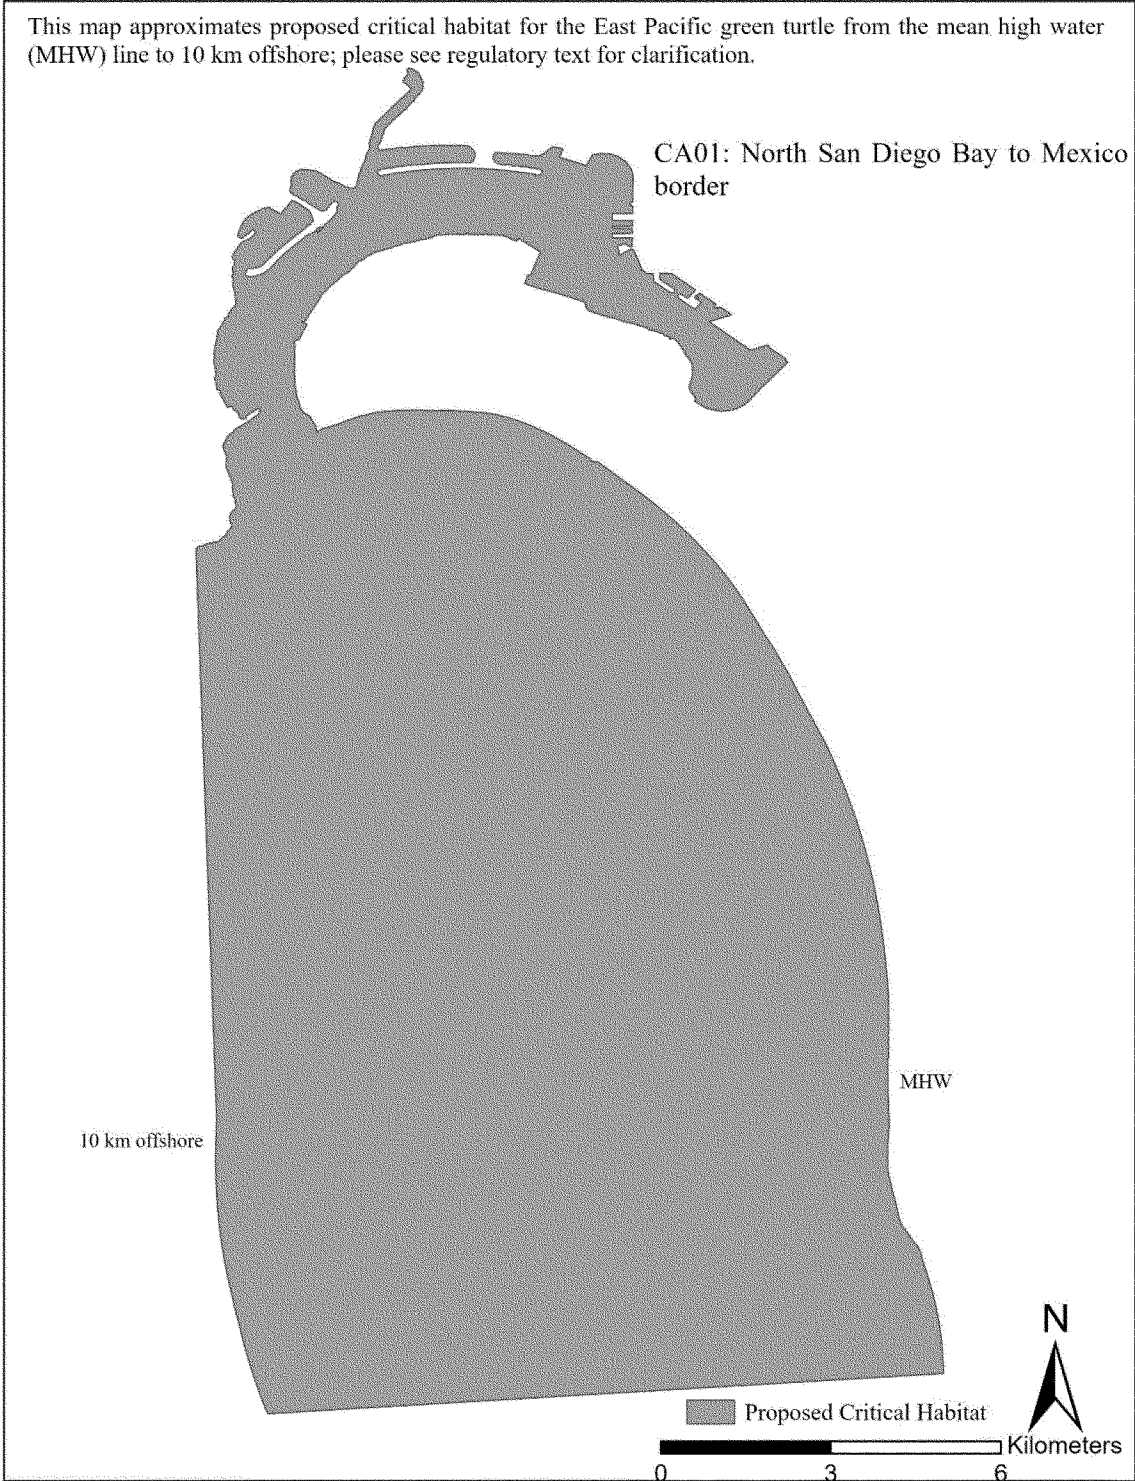 This map approximates proposed critical habitat for the East Pacific green turtle from the mean high water
(MHW) line to 10 km offshore; please see regulatory text for clarification.
CA01: North San Diego Bay to Mexico
border
MHW
10 km offshore
N
Proposed Critical Habitat
Kilometers
0 3 6